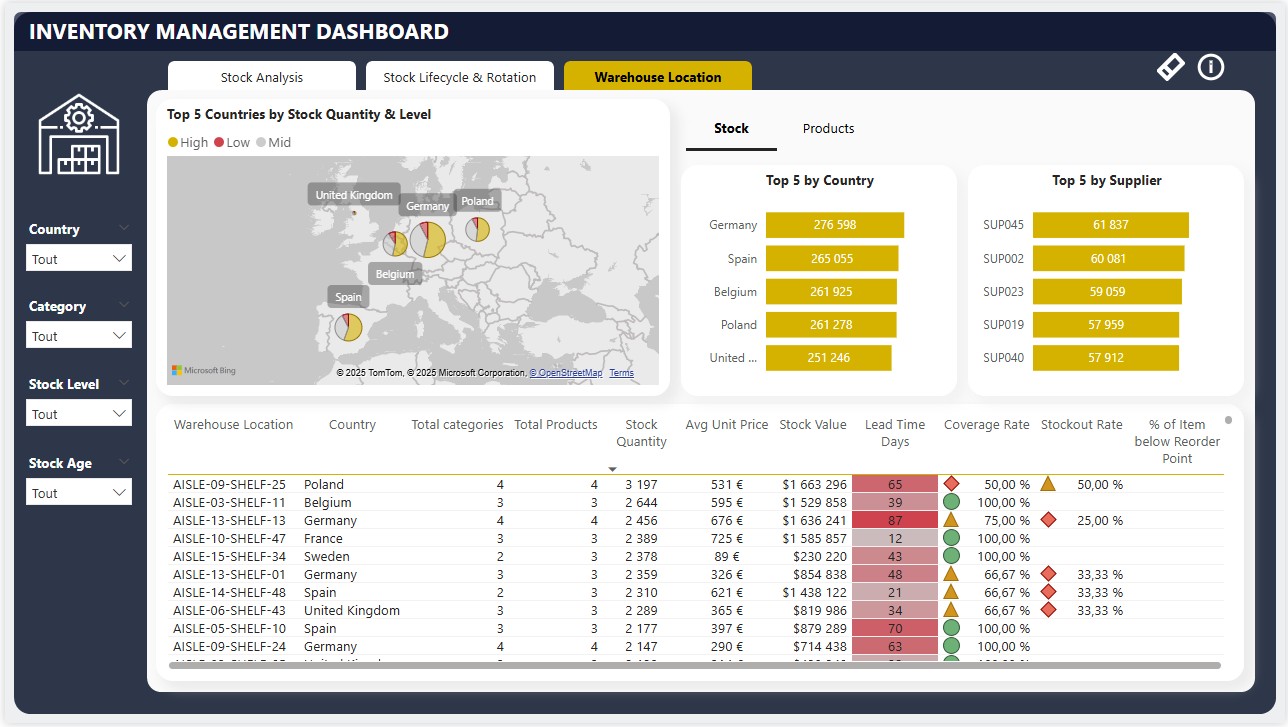 INVENTORY MANAGEMENT DASHBOARD
Stock Analysis
Stock Lifecycle & Rotation
Warehouse Location
Country
Tout
Category
Tout
Stock Level
Tout
Stock Age
Tout
Top 5 Countries by Stock Quantity & Level
High Low Mid
United Kingdom
Germany
Poland
Belgium
Spain
Microsoft Bing
© 2025 TomTom, © 2025 Microsoft Corporation, © OpenStreetMap Terms
Stock
Products
Top 5 by Country
Germany 276 598
Spain 265 055
Belgium 261 925
Poland 261 278
United ... 251 246
Top 5 by Supplier
SUP045 61 837
SUP002 60 081
SUP023 59 059
SUP019 57 959
SUP040 57 912
Warehouse Location Country Total categories Total Products Stock Quantity Avg Unit Price Stock Value Lead Time Days Coverage Rate Stockout Rate % of Item below Reorder Point
AISLE-09-SHELF-25 Poland 4 4 3 197 531 € $1 663 296 65 50,00 % 50,00 %
AISLE-03-SHELF-11 Belgium 3 3 2 644 595 € $1 529 858 39 100,00 %
AISLE-13-SHELF-13 Germany 4 4 2 456 676 € $1 636 241 87 75,00 % 25,00 %
AISLE-10-SHELF-47 France 3 3 2 389 725 € $1 585 857 12 100,00 %
AISLE-15-SHELF-34 Sweden 2 3 2 378 89 € $230 220 43 100,00 %
AISLE-13-SHELF-01 Germany 3 3 2 359 326 € $854 838 48 66,67 % 33,33 %
AISLE-14-SHELF-48 Spain 2 3 2 310 621 € $1 438 122 21 66,67 % 33,33 %
AISLE-06-SHELF-43 United Kingdom 3 3 2 289 365 € $819 986 34 66,67 % 33,33 %
AISLE-05-SHELF-10 Spain 3 3 2 177 397 € $879 289 70 100,00 %
AISLE-09-SHELF-24 Germany 4 4 2 147 290 € $714 438 63 100,00 %